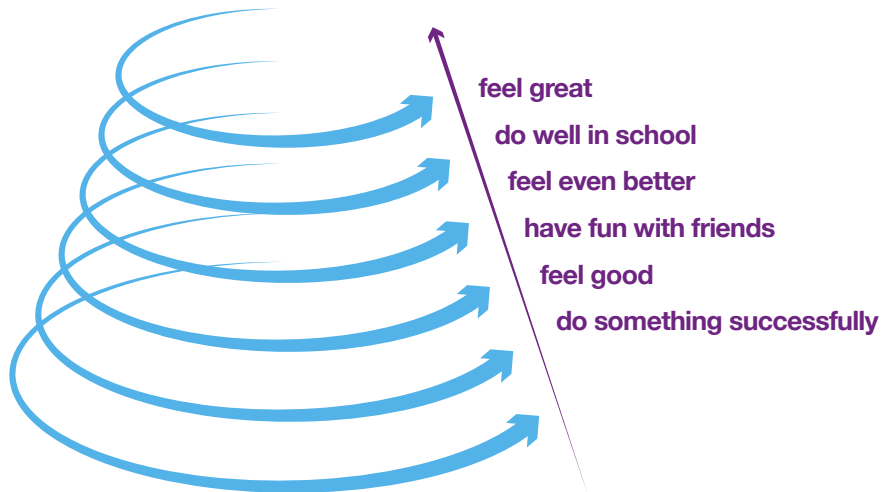 feel great
do well in school
feel even better
have fun with friends
feel good
do something successfully